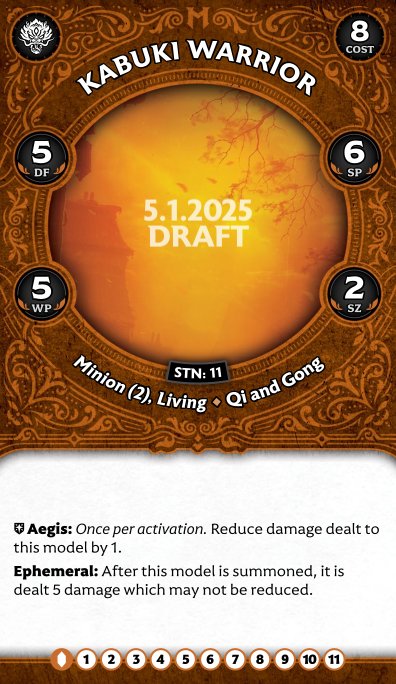 8
COST
KABUKI WARRIOR
5
DF
6
SP
5.1.2025
DRAFT
5
WP
2
SZ
STN: 11
Minion (2), Living ◆ Qi and Gong
Aegis: Once per activation. Reduce damage dealt to
this model by 1.
Ephemeral: After this model is summoned, it is
dealt 5 damage which may not be reduced.
1 2 3 4 5 6 7 8 9 10 11